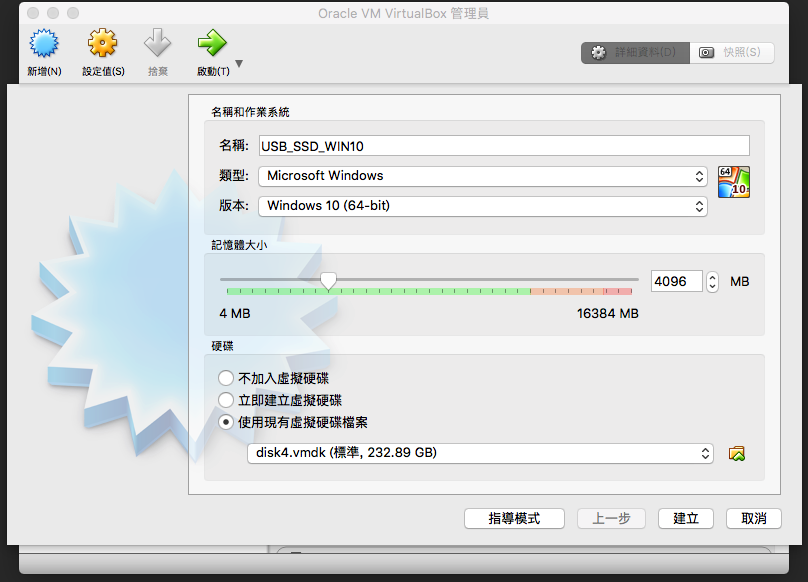 Oracle VM VirtualBox 管理員
新增(N) 設定值(S) 捨棄 啟動(T) 詳細資料(D) 快照(S)
名稱和作業系統
名稱: USB_SSD_WIN10
類型: Microsoft Windows
64
版本: Windows 10 (64-bit)
10
記憶體大小
4096 MB
4 MB 16384 MB
硬碟
不加入虛擬硬碟
立即建立虛擬硬碟
使用現有虛擬硬碟檔案
disk4.vmdk (標準, 232.89 GB)
指導模式 上一步 建立 取消